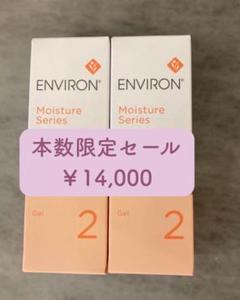 ENVIRON® ENVIRON®
Moisture Series Moisture Series
本数限定セール
￥14,000
Gel 2 Gel 2